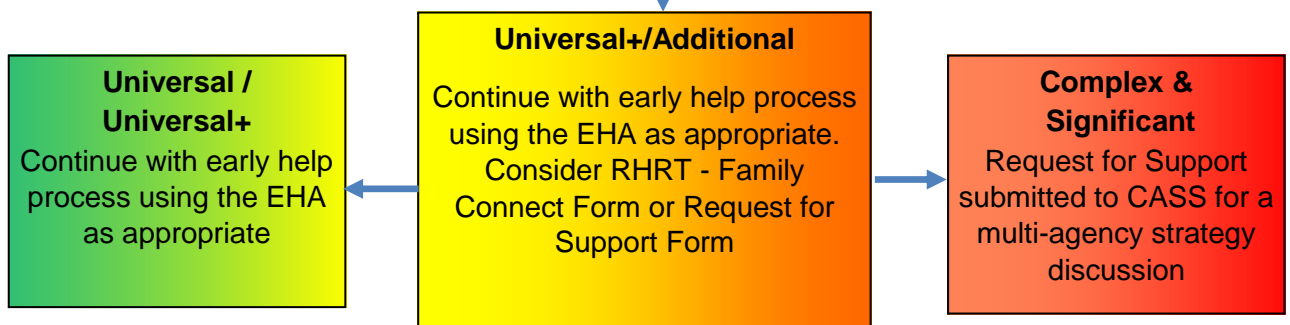 Universal /
Universal+
Continue with early help
process using the EHA
as appropriate
Universal+/Additional
Continue with early help process
using the EHA as appropriate.
Consider RHRT - Family
Connect Form or Request for
Support Form
Complex &
Significant
Request for Support
submitted to CASS for a
multi-agency strategy
discussion